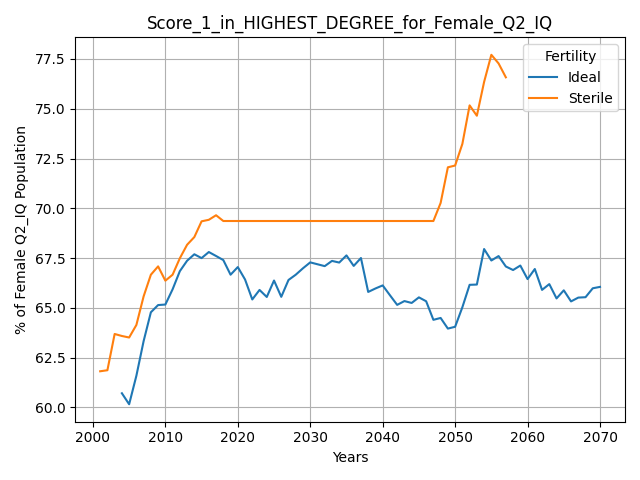 Score_1_in_HIGHEST_DEGREE_for_Female_Q2_IQ
Fertility
Ideal
Sterile
% of Female Q2_IQ Population
77.5
75.0
72.5
70.0
67.5
65.0
62.5
60.0
2000 2010 2020 2030 2040 2050 2060 2070
Years